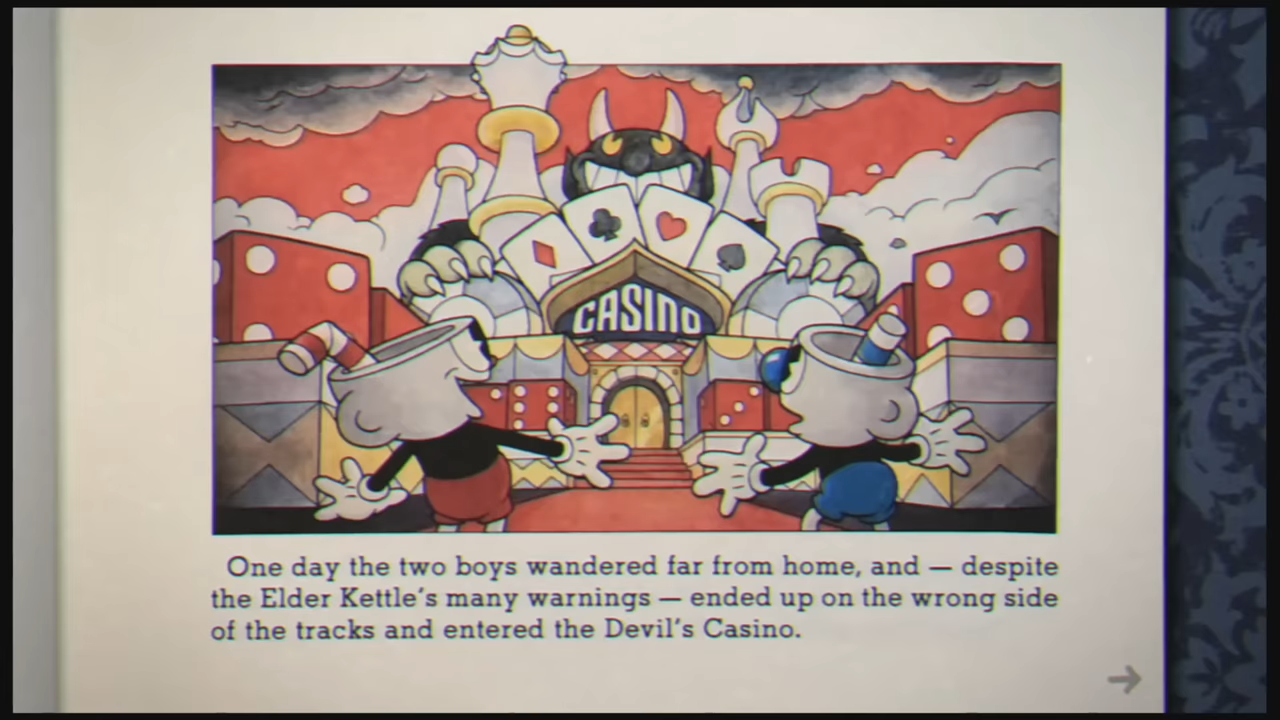 CASINO
One day the two boys wandered far from home, and — despite
the Elder Kettle's many warnings — ended up on the wrong side
of the tracks and entered the Devil's Casino.